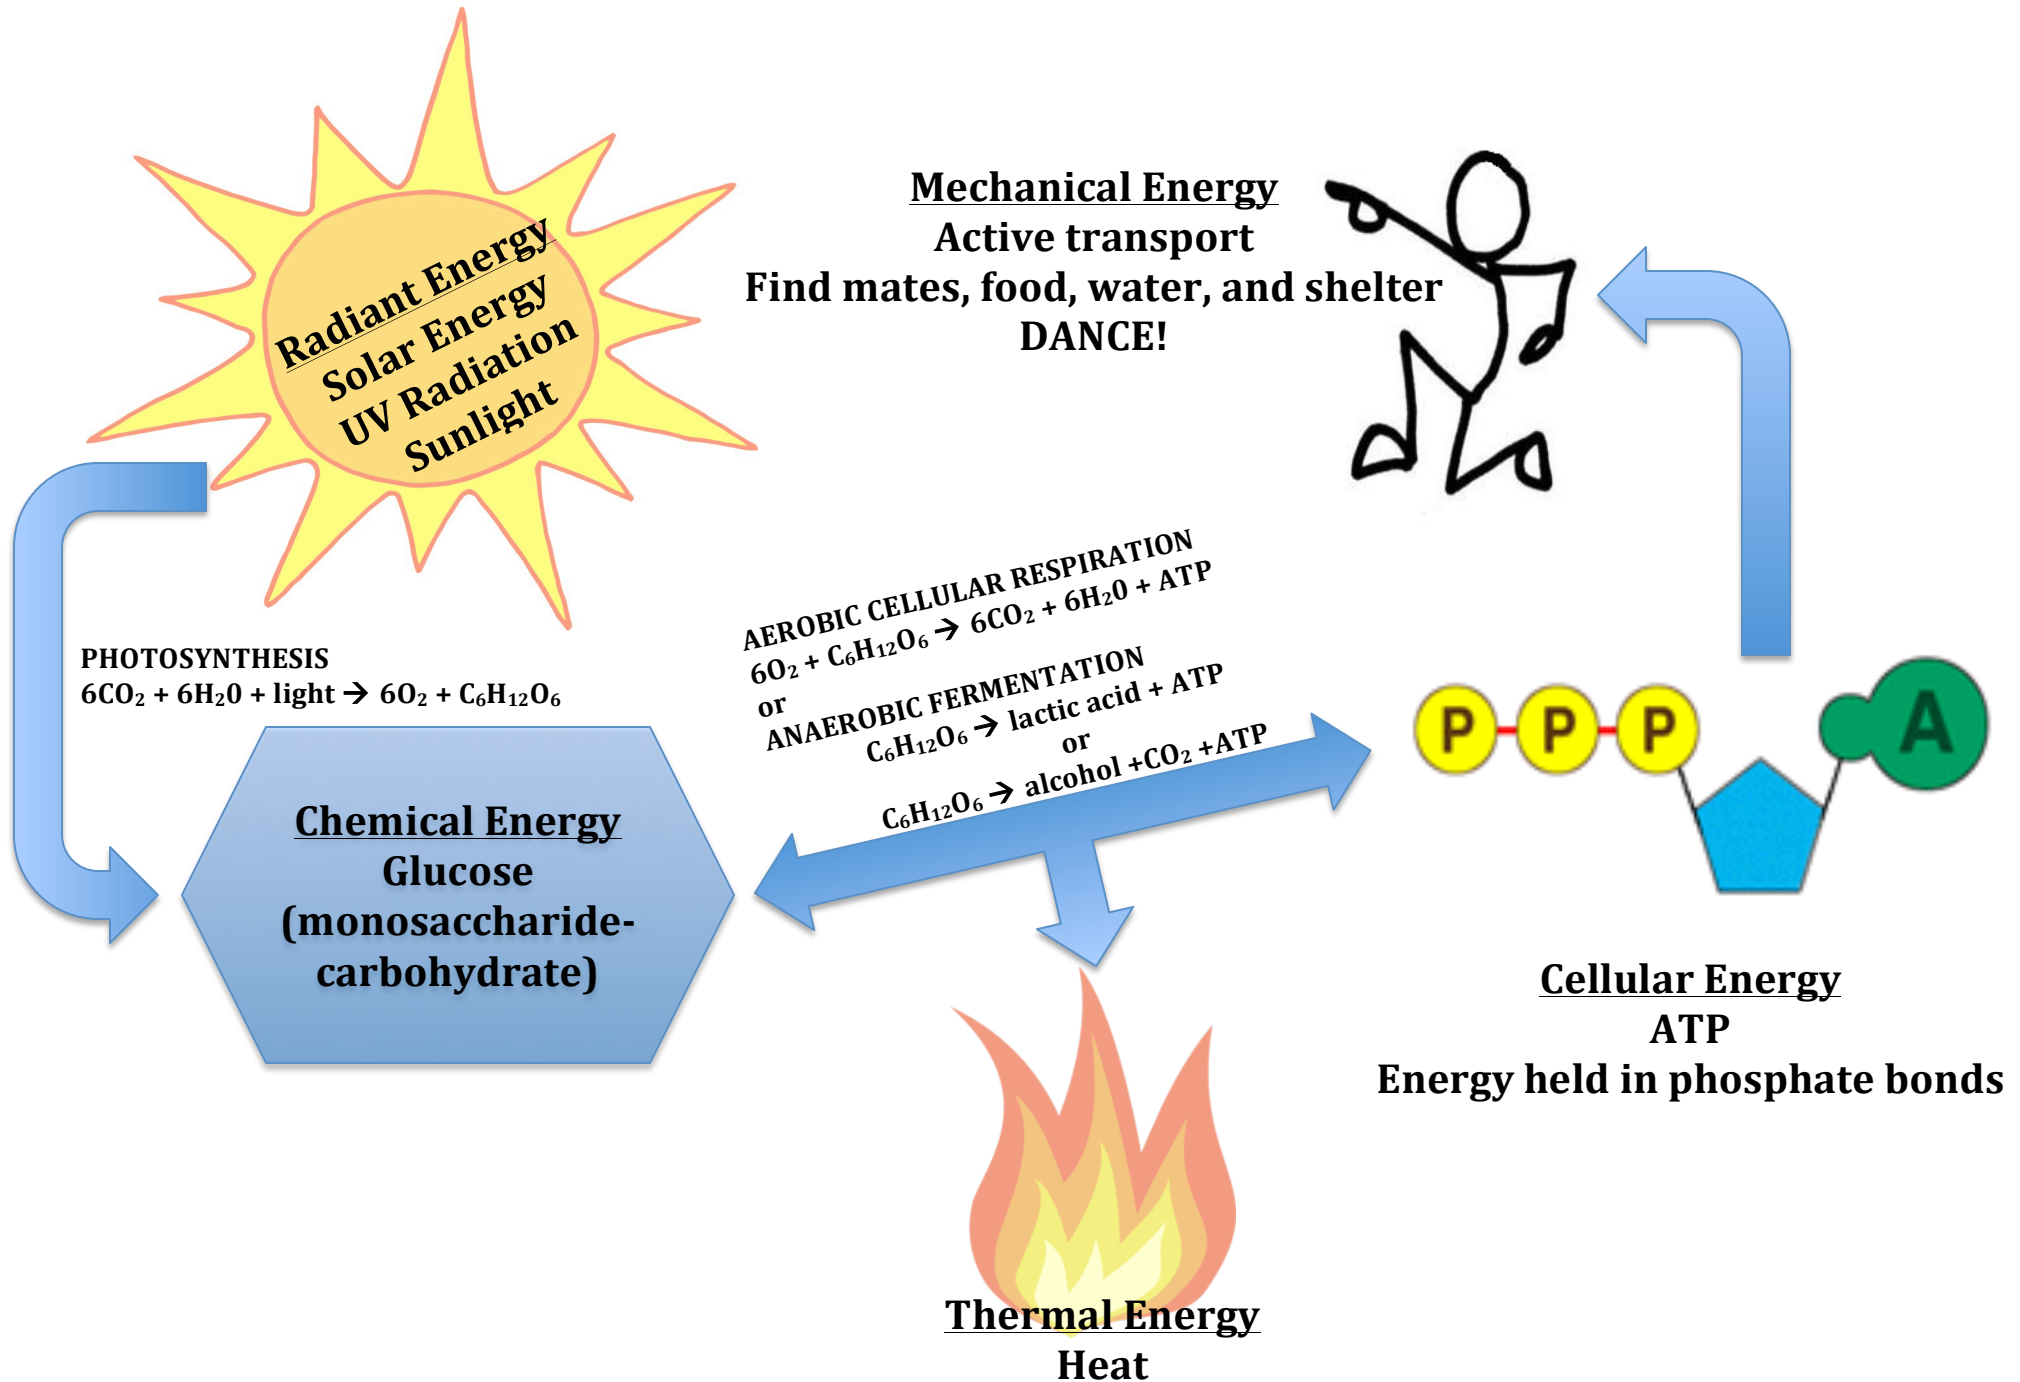 Radiant Energy
Solar Energy
UV Radiation
Sunlight
Mechanical Energy
Active transport
Find mates, food, water, and shelter
DANCE!
PHOTOSYNTHESIS
6CO₂ + 6H₂0 + light → 6O₂ + C₆H₁₂O₆
Chemical Energy
Glucose
(monosaccharide-
carbohydrate)
AEROBIC CELLULAR RESPIRATION
6O₂ + C₆H₁₂O₆ → 6CO₂ + 6H₂0 + ATP
or
ANAEROBIC FERMENTATION
C₆H₁₂O₆ → lactic acid + ATP
or
C₆H₁₂O₆ → alcohol +CO₂ +ATP
P P P A
Cellular Energy
ATP
Energy held in phosphate bonds
Thermal Energy
Heat